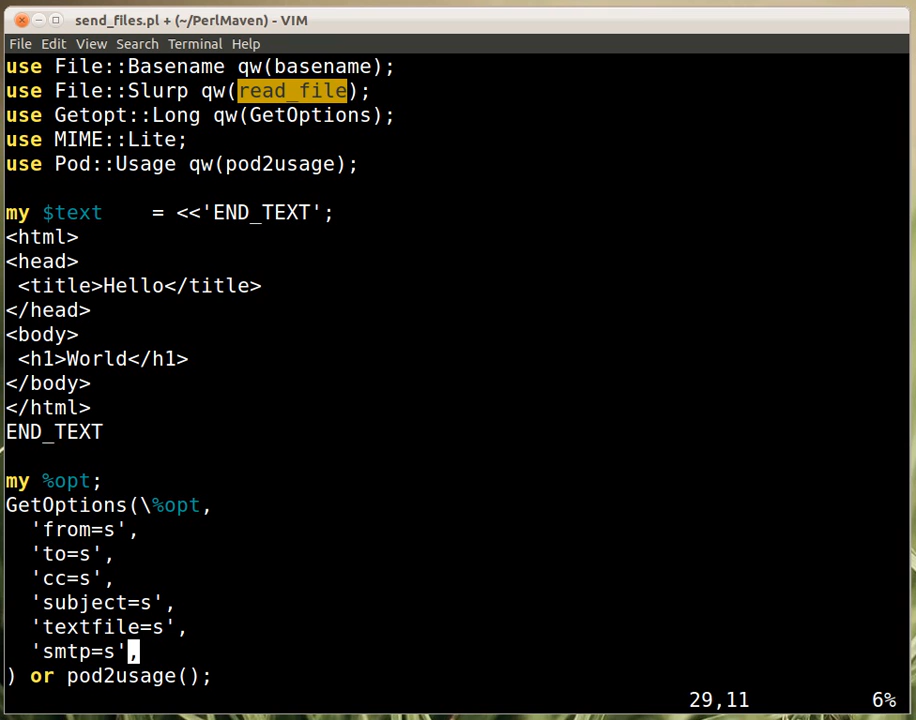 send_files.pl + (~/PerlMaven) - VIM
File Edit View Search Terminal Help
use File::Basename qw(basename);
use File::Slurp qw(read_file);
use Getopt::Long qw(GetOptions);
use MIME::Lite;
use Pod::Usage qw(pod2usage);
my $text    = <<'END_TEXT';
<html>
<head>
 <title>Hello</title>
</head>
<body>
 <h1>World</h1>
</body>
</html>
END_TEXT
my %opt;
GetOptions(\%opt,
  'from=s',
  'to=s',
  'cc=s',
  'subject=s',
  'textfile=s',
  'smtp=s',
) or pod2usage();
29,11 6%